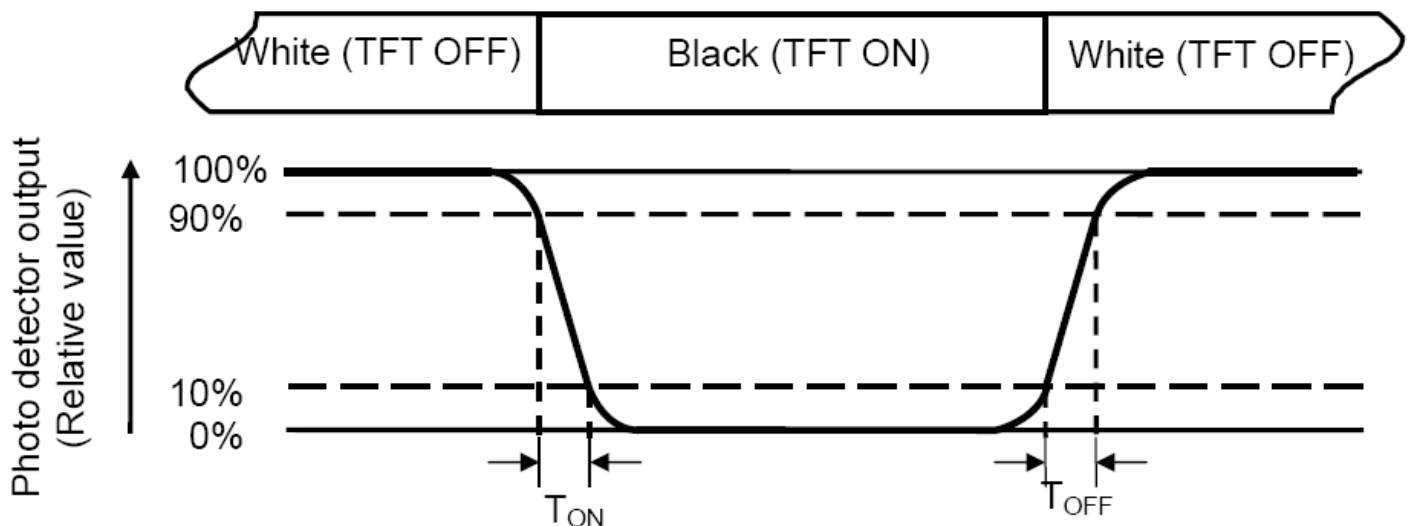 White (TFT OFF)
Black (TFT ON)
White (TFT OFF)
Photo detector output
(Relative value)
100%
90%
10%
0%
TON
TOFF